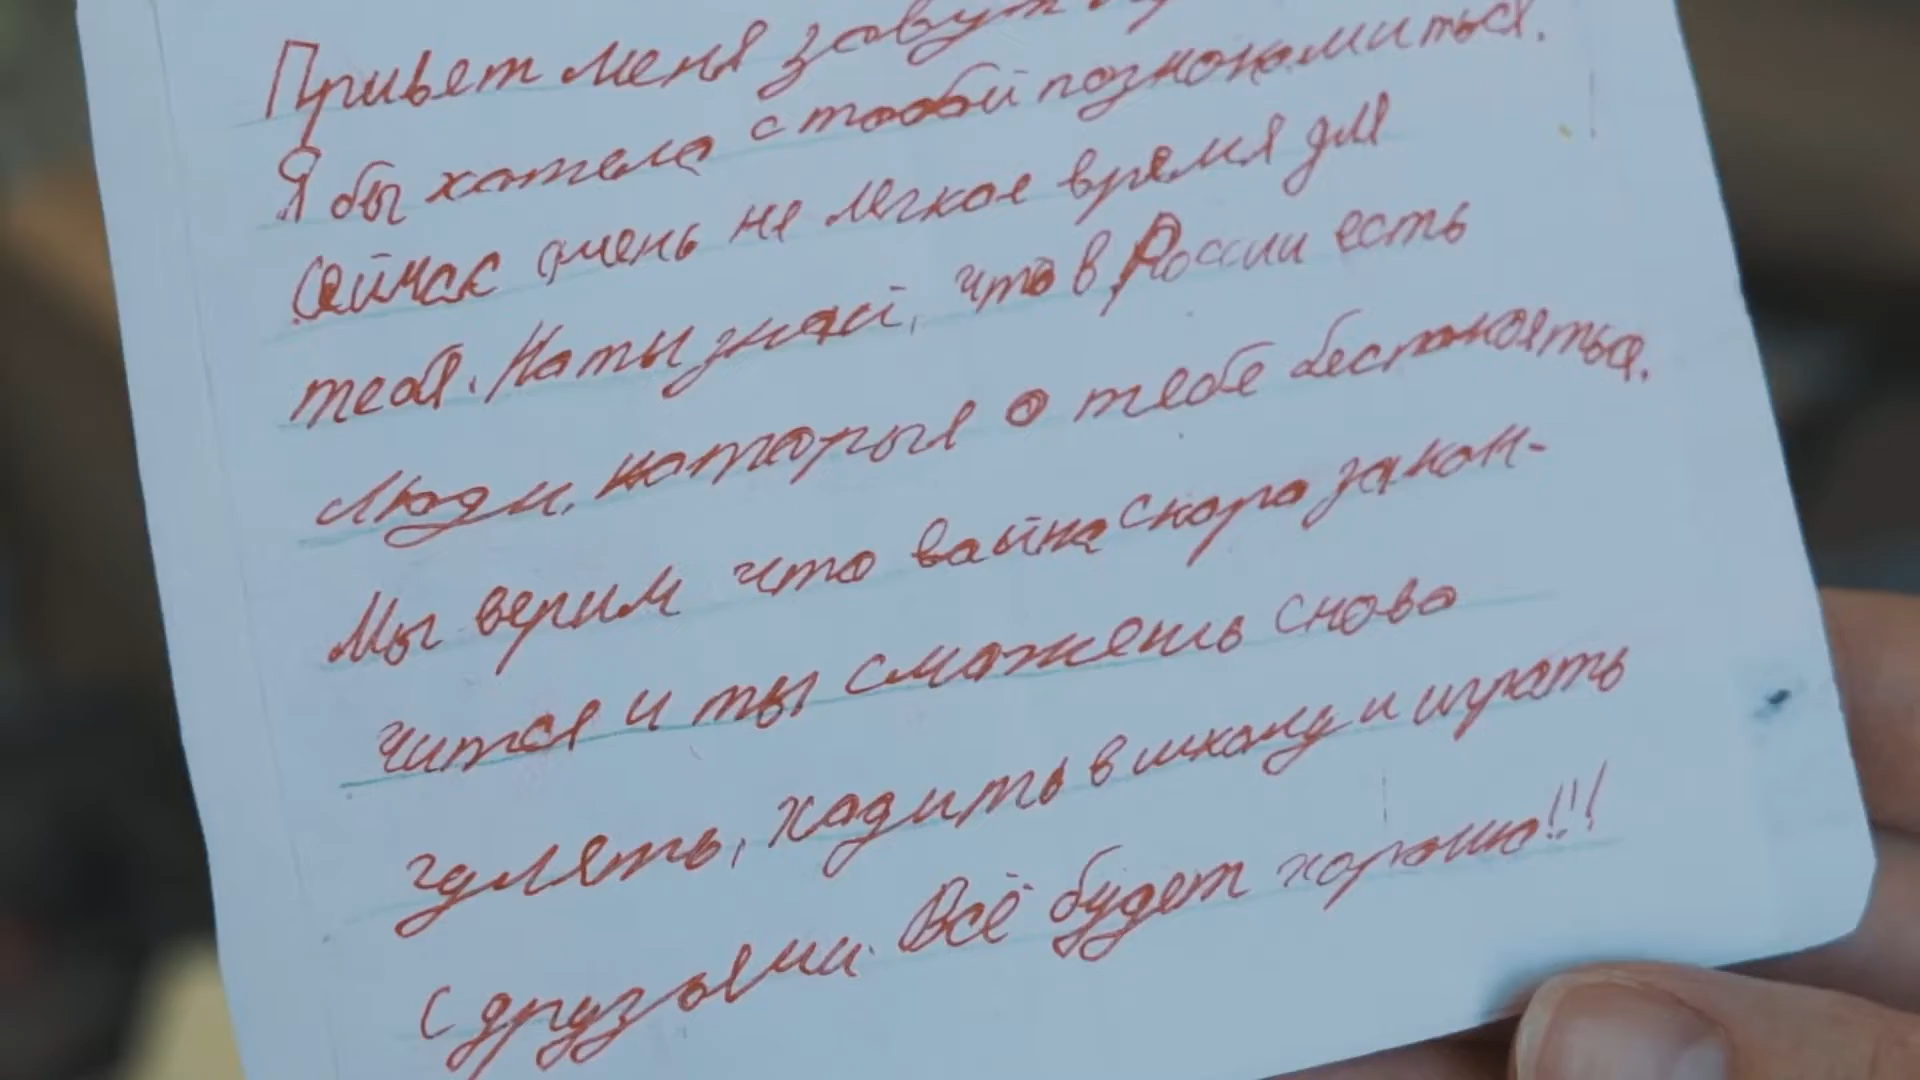 Привет меня зовут
Я бы хотела с тобой познокомиться.
Сейчас очень не легкое время для
тебя. Но ты знай, что в России есть
люди, которые о тебе беспокояться.
Мы верим что война скоро закон-
чится и ты сможешь снова
гулять, ходить в школу и играть
с друзьями. Всё будет хорошо!!!